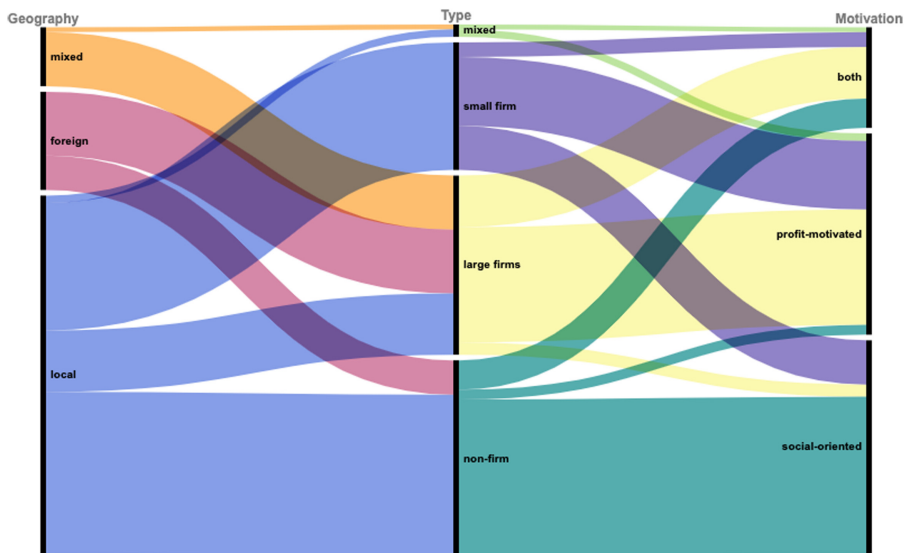 Geography
Type
Motivation
mixed
foreign
local
mixed
small firm
large firms
non-firm
both
profit-motivated
social-oriented